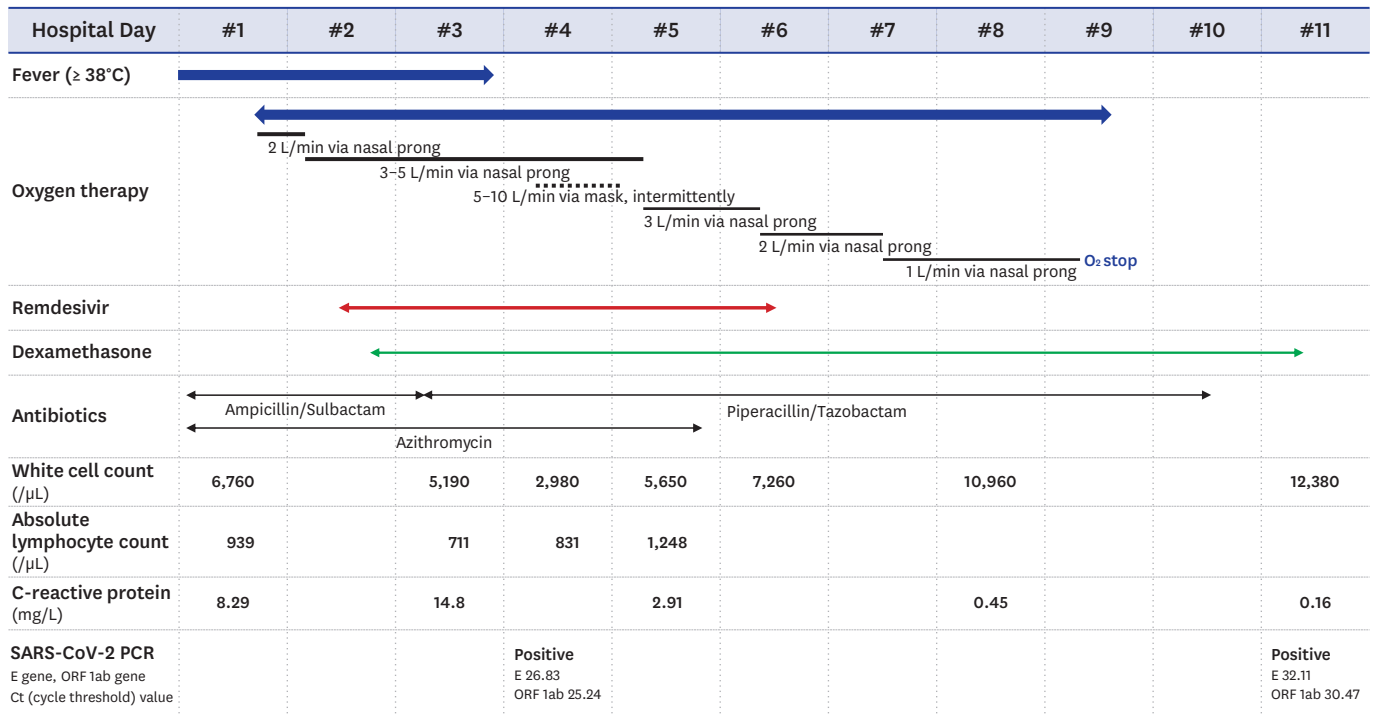 Hospital Day #1 #2 #3 #4 #5 #6 #7 #8 #9 #10 #11
Fever (≥ 38°C)
Oxygen therapy
2 L/min via nasal prong
3–5 L/min via nasal prong
5–10 L/min via mask, intermittently
3 L/min via nasal prong
2 L/min via nasal prong
1 L/min via nasal prong
O₂ stop
Remdesivir
Dexamethasone
Antibiotics
Ampicillin/Sulbactam
Piperacillin/Tazobactam
Azithromycin
White cell count
(/µL)
6,760 5,190 2,980 5,650 7,260 10,960 12,380
Absolute
lymphocyte count
(/µL)
939 711 831 1,248
C-reactive protein
(mg/L)
8.29 14.8 2.91 0.45 0.16
SARS-CoV-2 PCR
E gene, ORF 1ab gene
Ct (cycle threshold) value
Positive
E 26.83
ORF 1ab 25.24
Positive
E 32.11
ORF 1ab 30.47